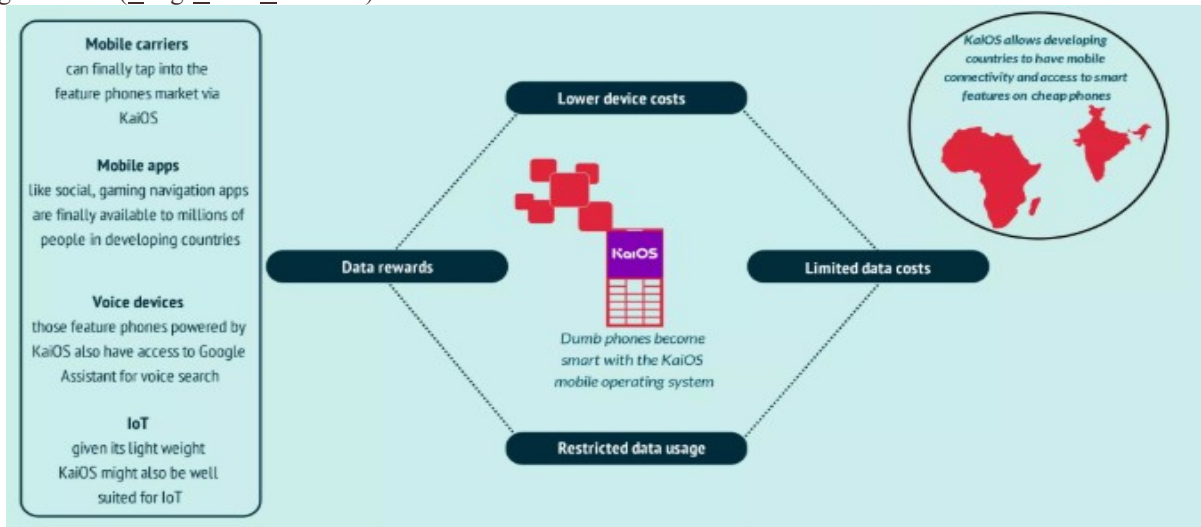 Mobile carriers
can finally tap into the
feature phones market via
KaiOS
Mobile apps
like social, gaming navigation apps
are finally available to millions of
people in developing countries
Voice devices
those feature phones powered by
KaiOS also have access to Google
Assistant for voice search
IoT
given its light weight
KaiOS might also be well
suited for IoT
Lower device costs
Data rewards
KaiOS
Limited data costs
Dumb phones become
smart with the KaiOS
mobile operating system
Restricted data usage
KaiOS allows developing
countries to have mobile
connectivity and access to smart
features on cheap phones